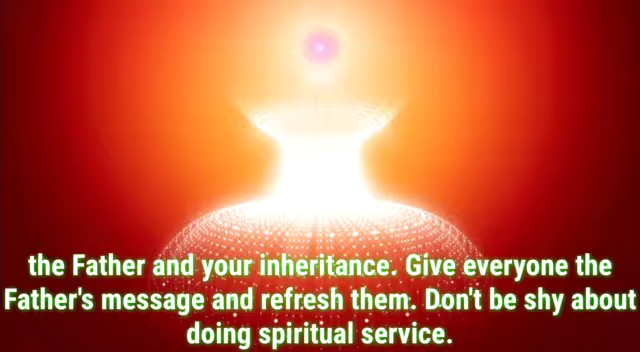 the Father and your inheritance. Give everyone the
Father's message and refresh them. Don't be shy about
doing spiritual service.